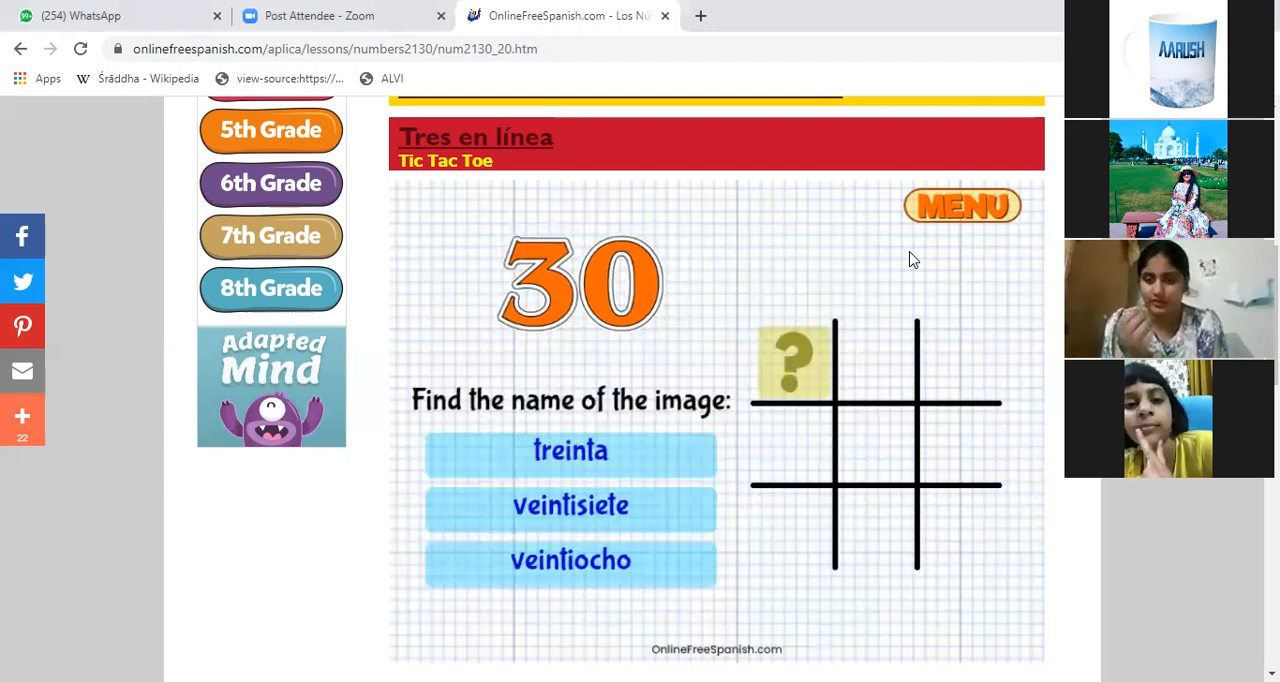 (254) WhatsApp
Post Attendee - Zoom
OnlineFreeSpanish.com - Los Nú
onlinefreespanish.com/aplica/lessons/numbers2130/num2130_20.htm
Apps
Śrāddha - Wikipedia
view-source:https://...
ALVI
5th Grade
6th Grade
7th Grade
8th Grade
Adapted
Mind
22
Tres en línea
Tic Tac Toe
MENU
30
?
Find the name of the image:
treinta
veintisiete
veintiocho
OnlineFreeSpanish.com
AARUSH